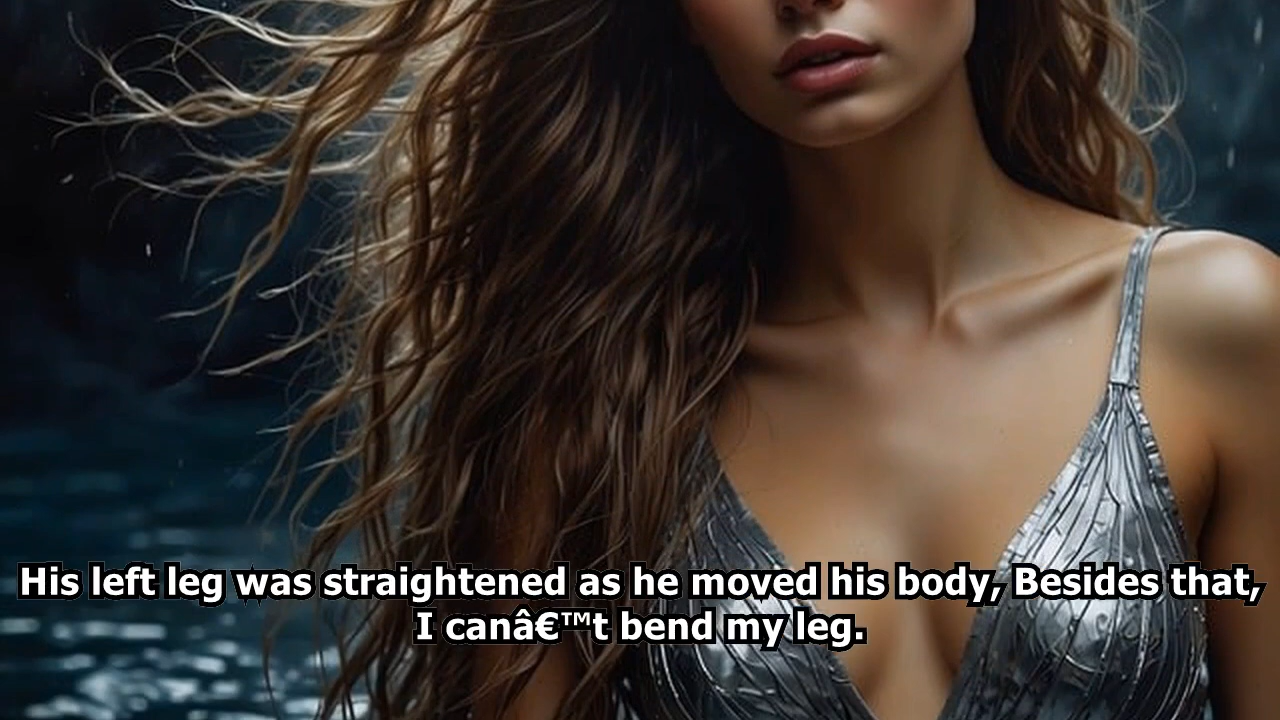 His left leg was straightened as he moved his body, Besides that,
I canâ€™t bend my leg.